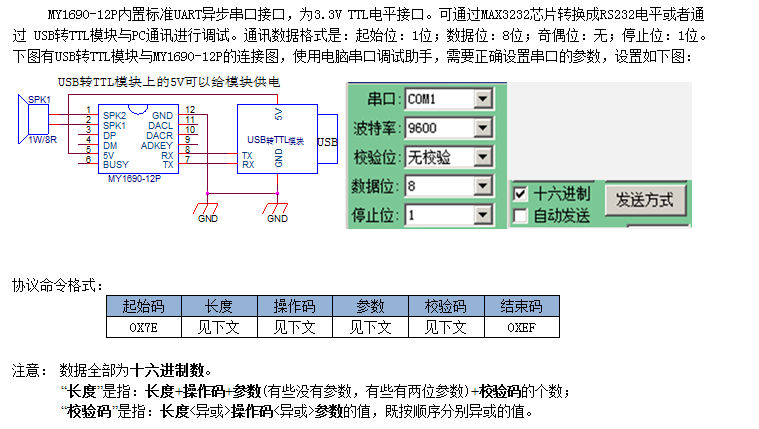 MY1690-12P内置标准UART异步串口接口，为3.3V TTL电平接口。可通过MAX3232芯片转换成RS232电平或者通
过 USB转TTL模块与PC通讯进行调试。通讯数据格式是：起始位：1位；数据位：8位；奇偶位：无；停止位：1位。
下图有USB转TTL模块与MY1690-12P的连接图，使用电脑串口调试助手，需要正确设置串口的参数，设置如下图：
USB转TTL模块上的5V可以给模块供电
SPK1
1W/8R
1 SPK2 GND 12
2 SPK1 DACL 11
3 DP DACR 10
4 DM ADKEY 9
5 5V RX 8
6 BUSY TX 7
MY1690-12P
5V
USB转TTL模块
USB
TX
RX
GND
GND
GND
串口：COM1
波特率：9600
校验位：无校验
数据位：8
停止位：1
十六进制
自动发送
发送方式
协议命令格式：
起始码 长度 操作码 参数 校验码 结束码
0X7E 见下文 见下文 见下文 见下文 0XEF
注意： 数据全部为十六进制数。
“长度”是指：长度+操作码+参数(有些没有参数，有些有两位参数)+校验码的个数；
“校验码”是指：长度<异或>操作码<异或>参数的值，既按顺序分别异或的值。